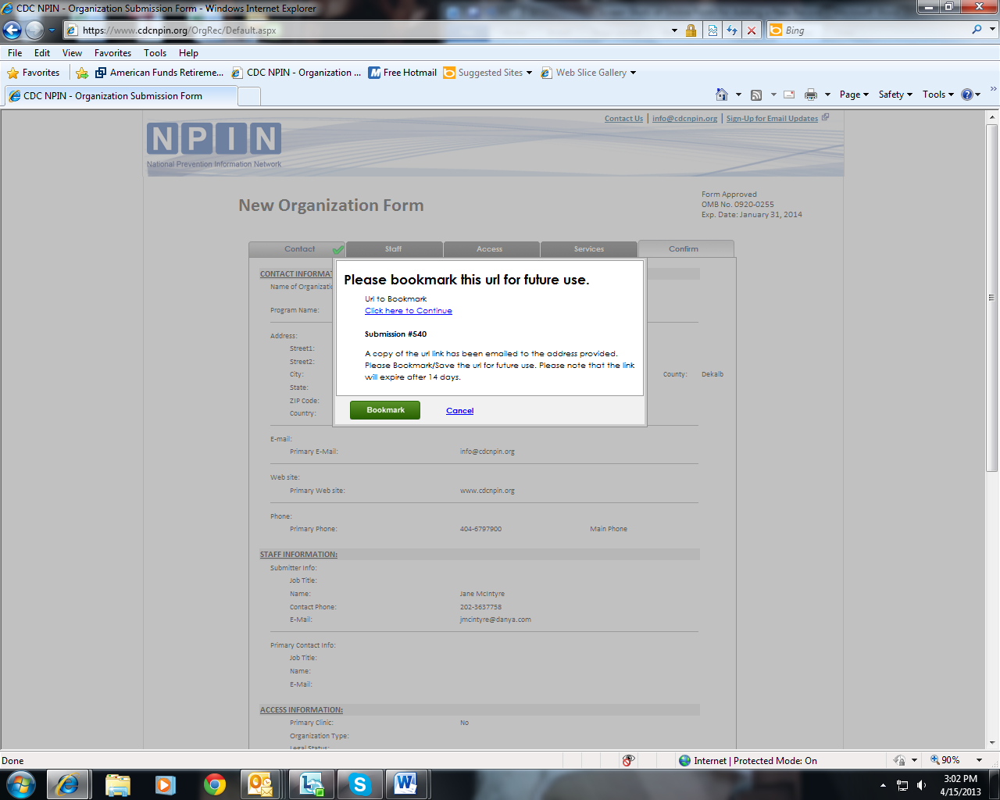 CDC NPIN - Organization Submission Form - Windows Internet Explorer
https://www.cdcnpin.org/OrgRec/Default.aspx
Bing
File Edit View Favorites Tools Help
Favorites American Funds Retireme... CDC NPIN - Organization ... Free Hotmail Suggested Sites Web Slice Gallery
CDC NPIN - Organization Submission Form
Page Safety Tools
Contact Us | info@cdcnpin.org | Sign-Up for Email Updates
NPIN
National Prevention Information Network
New Organization Form
Form Approved
OMB No. 0920-0255
Exp. Date: January 31, 2014
Contact Staff Access Services Confirm
CONTACT INFORMAT
Name of Organizatio
Program Name:
Address:
Street1:
Street2:
City: County: Dekalb
State:
ZIP Code:
Country:
Please bookmark this url for future use.
Url to Bookmark
Click here to Continue
Submission #540
A copy of the url link has been emailed to the address provided.
Please Bookmark/Save the url for future use. Please note that the link
will expire after 14 days.
Bookmark Cancel
E-mail:
Primary E-Mail: info@cdcnpin.org
Web site:
Primary Web site: www.cdcnpin.org
Phone:
Primary Phone: 404-6797900 Main Phone
STAFF INFORMATION:
Submitter Info:
Job Title:
Name: Jane McIntyre
Contact Phone: 202-3637758
E-Mail: jmcintyre@danya.com
Primary Contact Info:
Job Title:
Name:
E-Mail:
ACCESS INFORMATION:
Primary Clinic: No
Organization Type:
Legal Status:
Done
Internet | Protected Mode: On
90%
3:02 PM
4/15/2013